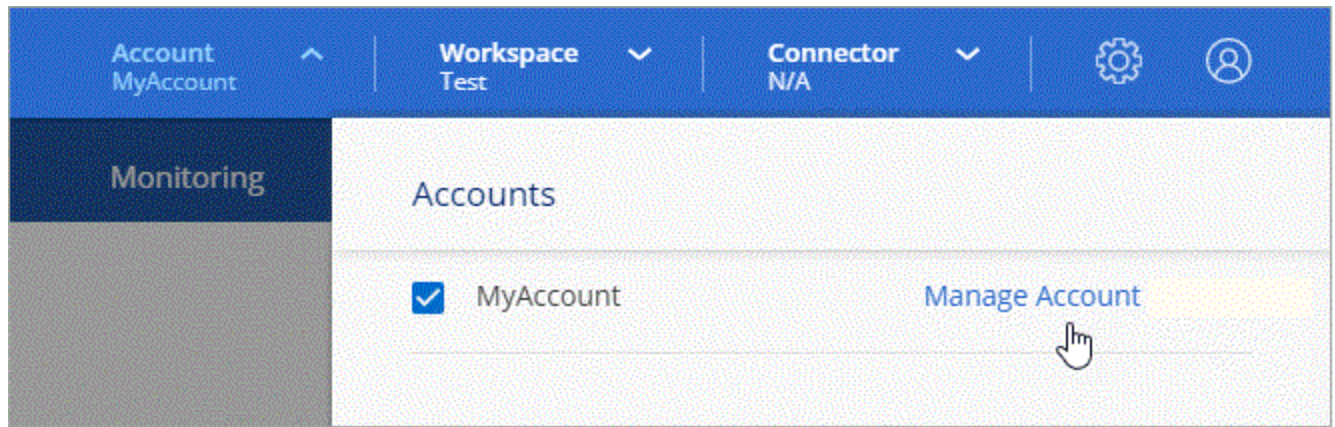 Account
MyAccount
Workspace
Test
Connector
N/A
Monitoring
Accounts
MyAccount
Manage Account